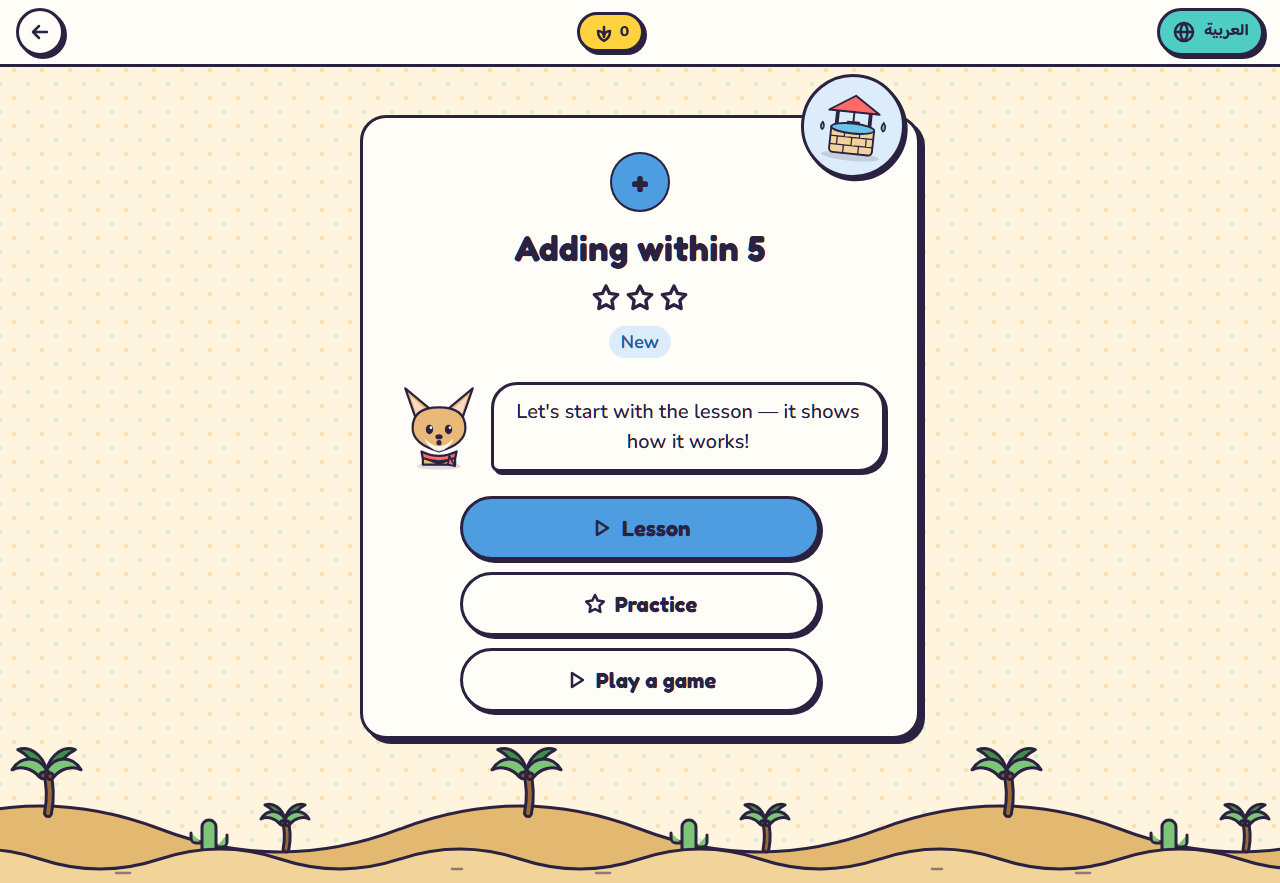 0
العربية
Adding within 5
New
Let's start with the lesson — it shows
how it works!
Lesson
Practice
Play a game